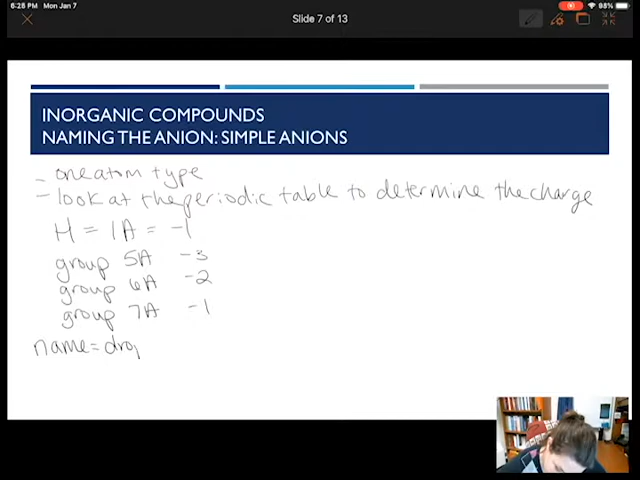 6:25 PM Mon Jan 7
98%
Slide 7 of 13
INORGANIC COMPOUNDS
NAMING THE ANION: SIMPLE ANIONS
- one atom type
- look at the periodic table to determine the charge
H = 1A = -1
group 5A -3
group 6A -2
group 7A -1
name= drop